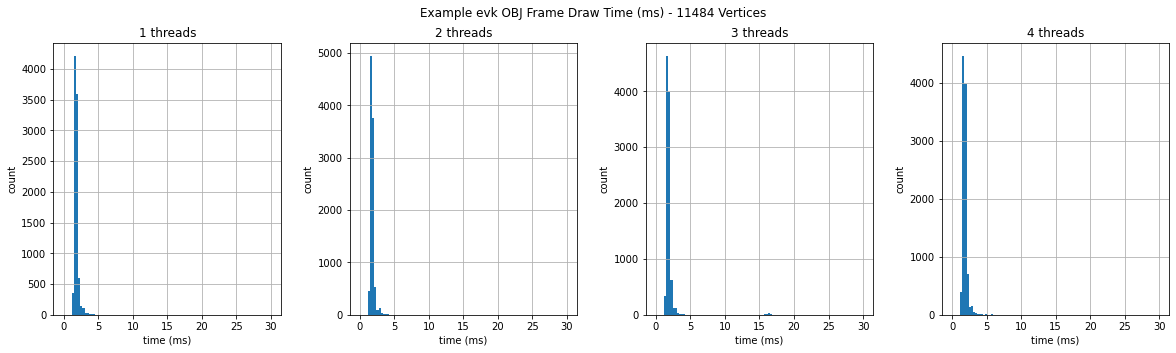 Example evk OBJ Frame Draw Time (ms) - 11484 Vertices
1 threads
count
4000
3500
3000
2500
2000
1500
1000
500
0
0 5 10 15 20 25 30
time (ms)
2 threads
count
5000
4000
3000
2000
1000
0
0 5 10 15 20 25 30
time (ms)
3 threads
count
4000
3000
2000
1000
0
0 5 10 15 20 25 30
time (ms)
4 threads
count
4000
3000
2000
1000
0
0 5 10 15 20 25 30
time (ms)